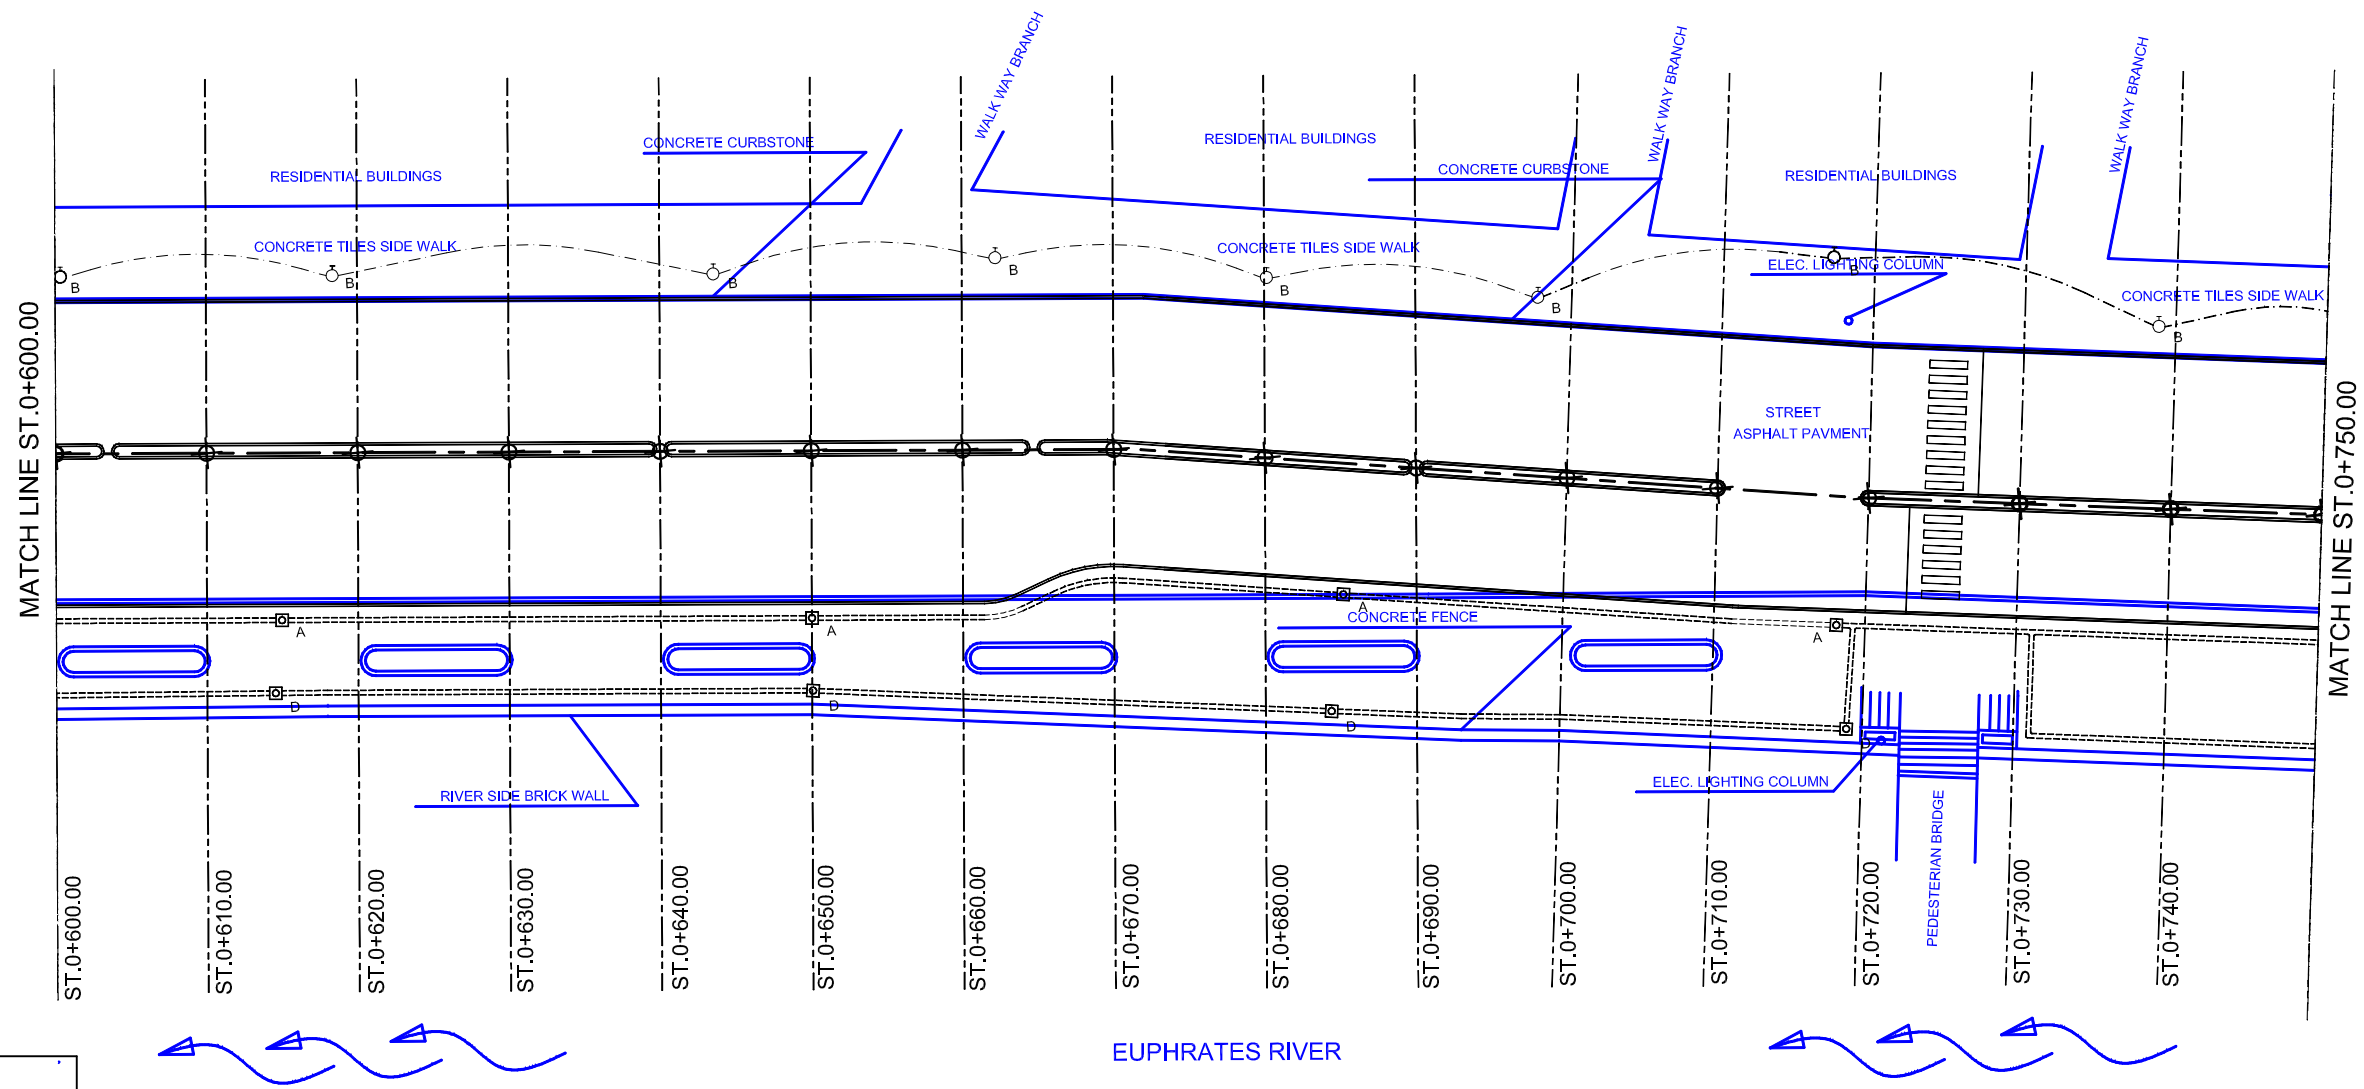 WALK WAY BRANCH
WALK WAY BRANCH
WALK WAY BRANCH
CONCRETE CURBSTONE
RESIDENTIAL BUILDINGS
RESIDENTIAL BUILDINGS
CONCRETE CURBSTONE
RESIDENTIAL BUILDINGS
CONCRETE TILES SIDE WALK
CONCRETE TILES SIDE WALK
ELEC. LIGHTING COLUMN
CONCRETE TILES SIDE WALK
B
B
B
B
B
B
B
B
MATCH LINE ST.0+600.00
MATCH LINE ST.0+750.00
STREET
ASPHALT PAVMENT
A
A
A
A
CONCRETE FENCE
D
D
D
D
RIVER SIDE BRICK WALL
ELEC. LIGHTING COLUMN
PEDESTERIAN BRIDGE
ST.0+600.00
ST.0+610.00
ST.0+620.00
ST.0+630.00
ST.0+640.00
ST.0+650.00
ST.0+660.00
ST.0+670.00
ST.0+680.00
ST.0+690.00
ST.0+700.00
ST.0+710.00
ST.0+720.00
ST.0+730.00
ST.0+740.00
EUPHRATES RIVER